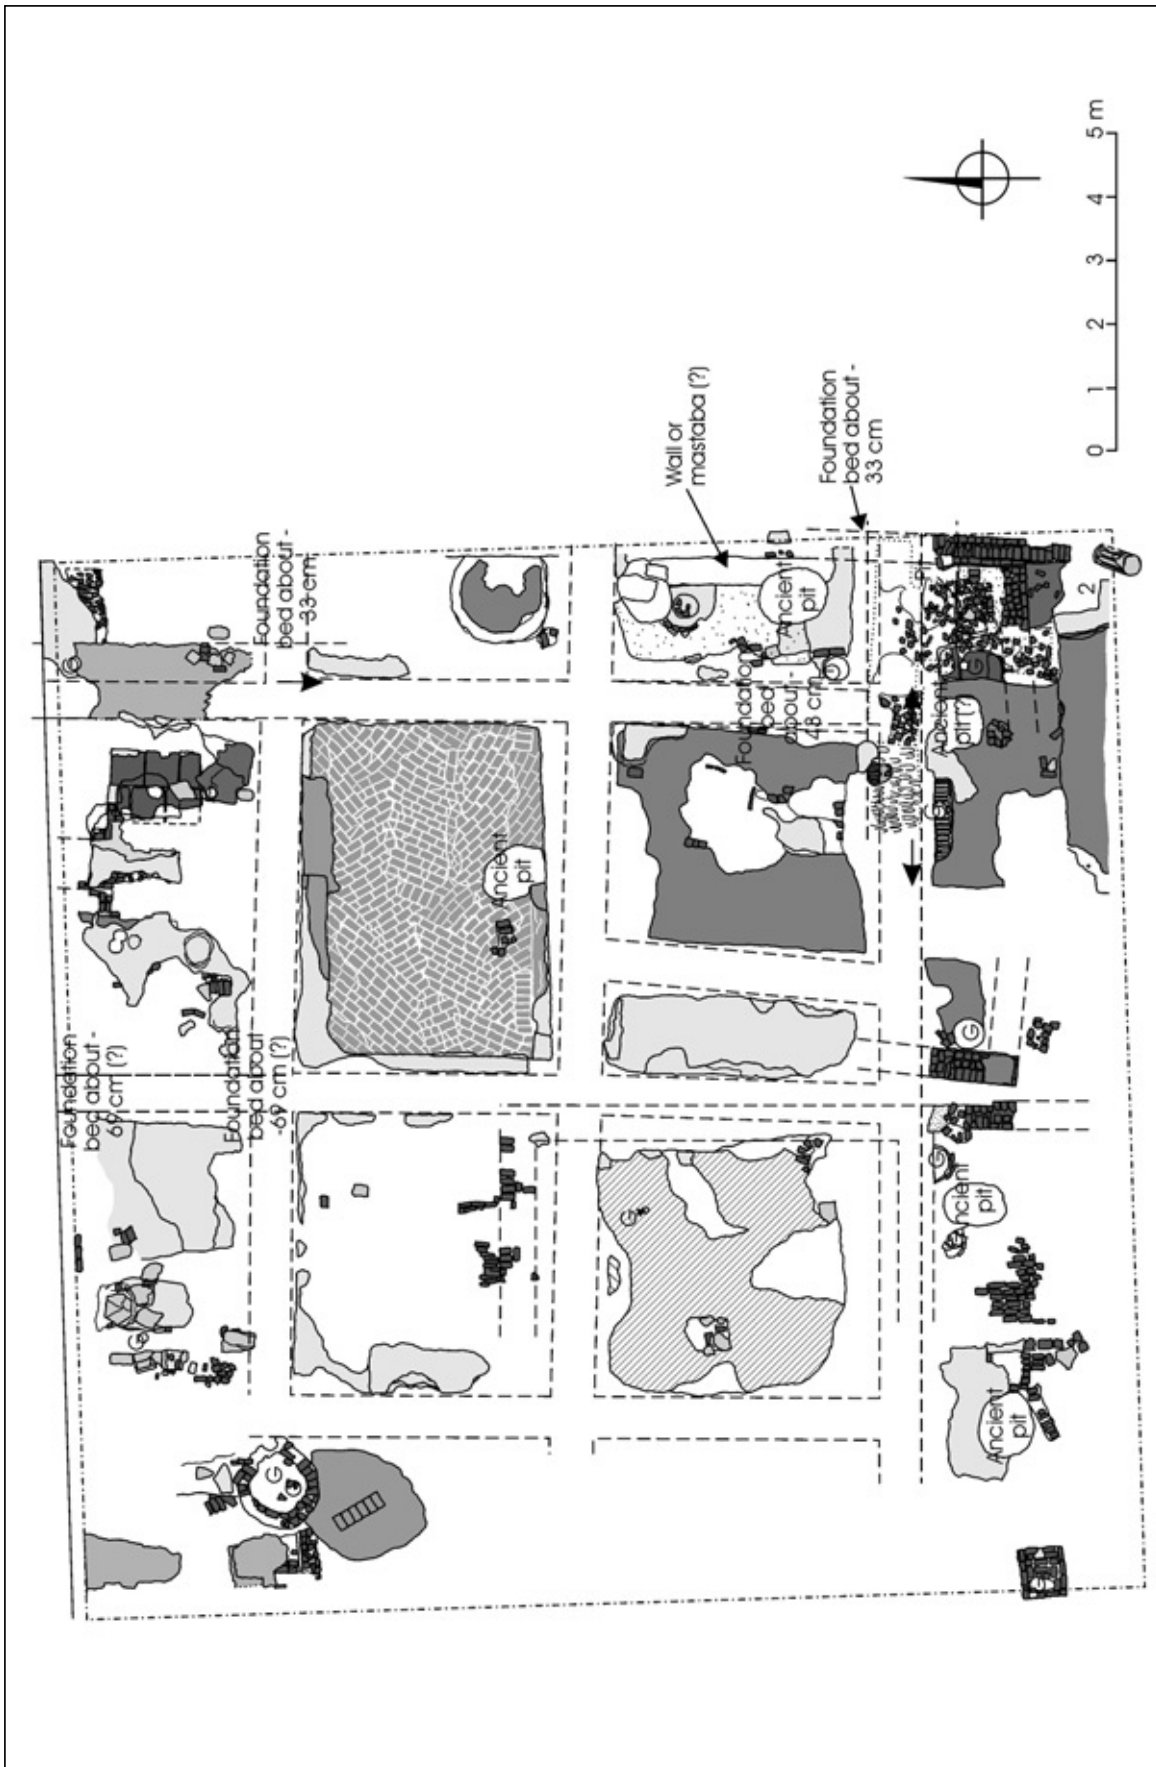 Foundation
bed about -
69 cm (?)
Foundation
bed about
-69 cm (?)
Foundation
bed about -
33 cm
Wall or
mastaba (?)
Foundation
bed about -
33 cm
Foundation
bed
about -
48 cm
Ancient
pit
Ancient
pit
Ancient
pit (?)
Ancient
pit
Ancient
pit
G
G
G
G
G
G
G
2
0 1 2 3 4 5 m